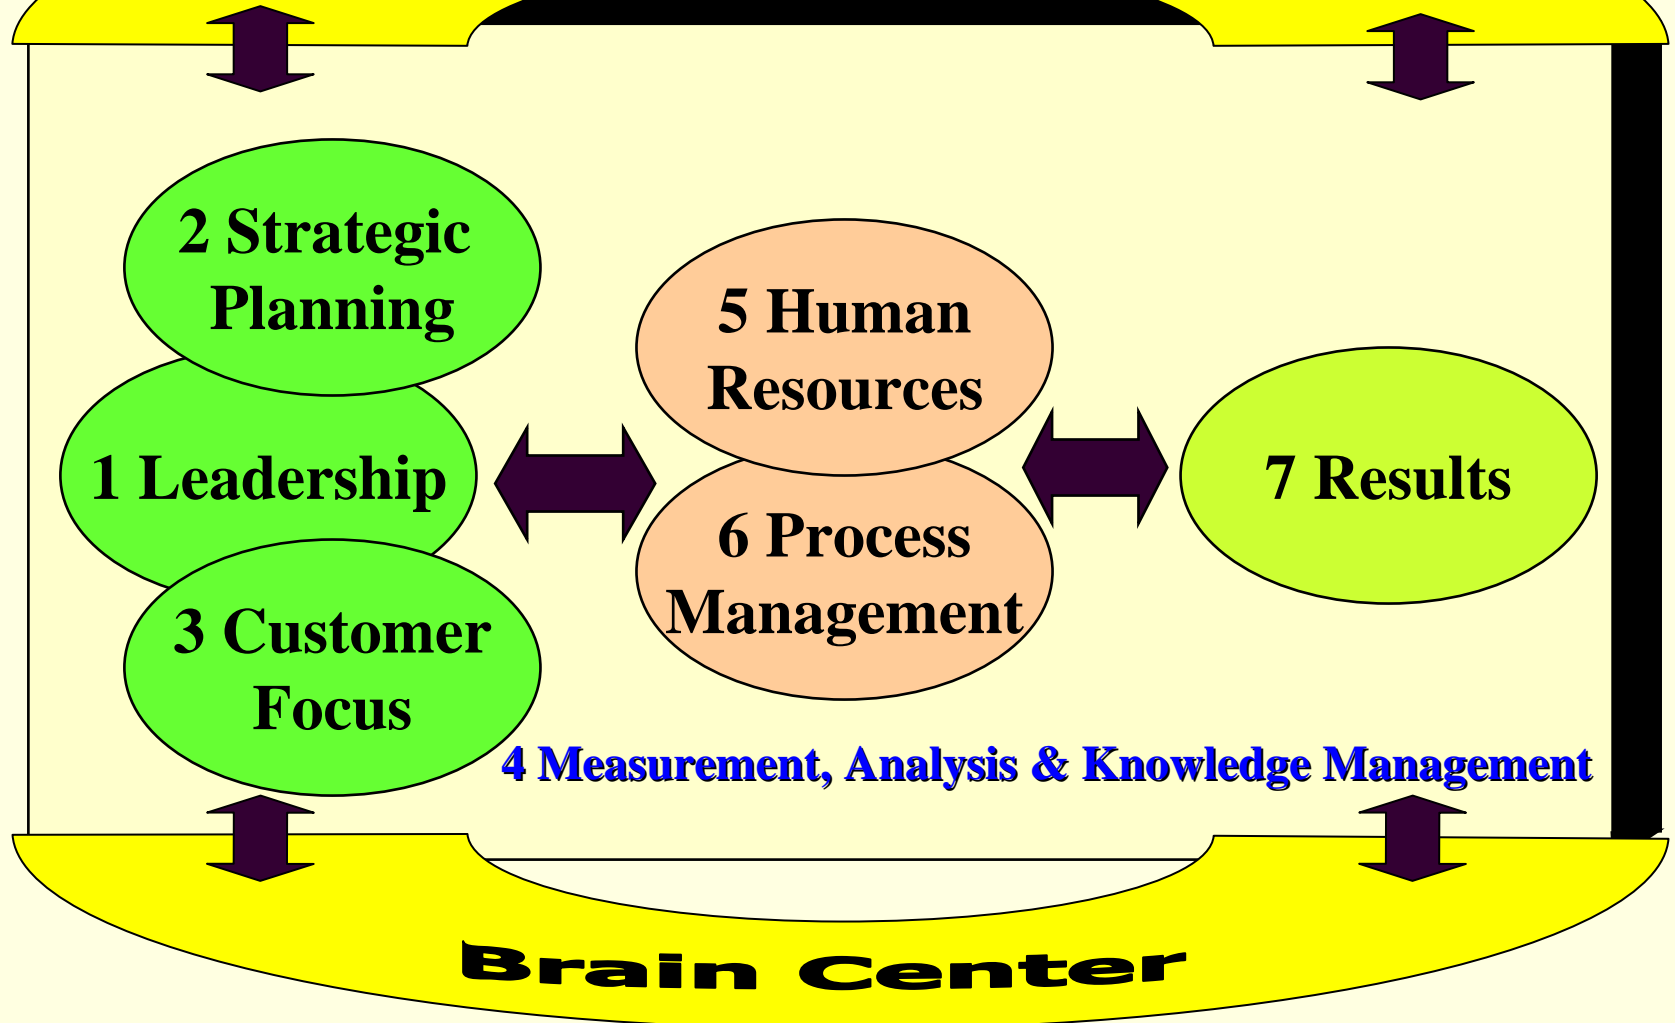 2 Strategic
Planning
1 Leadership
3 Customer
Focus
5 Human
Resources
6 Process
Management
7 Results
4 Measurement, Analysis & Knowledge Management
Brain Center